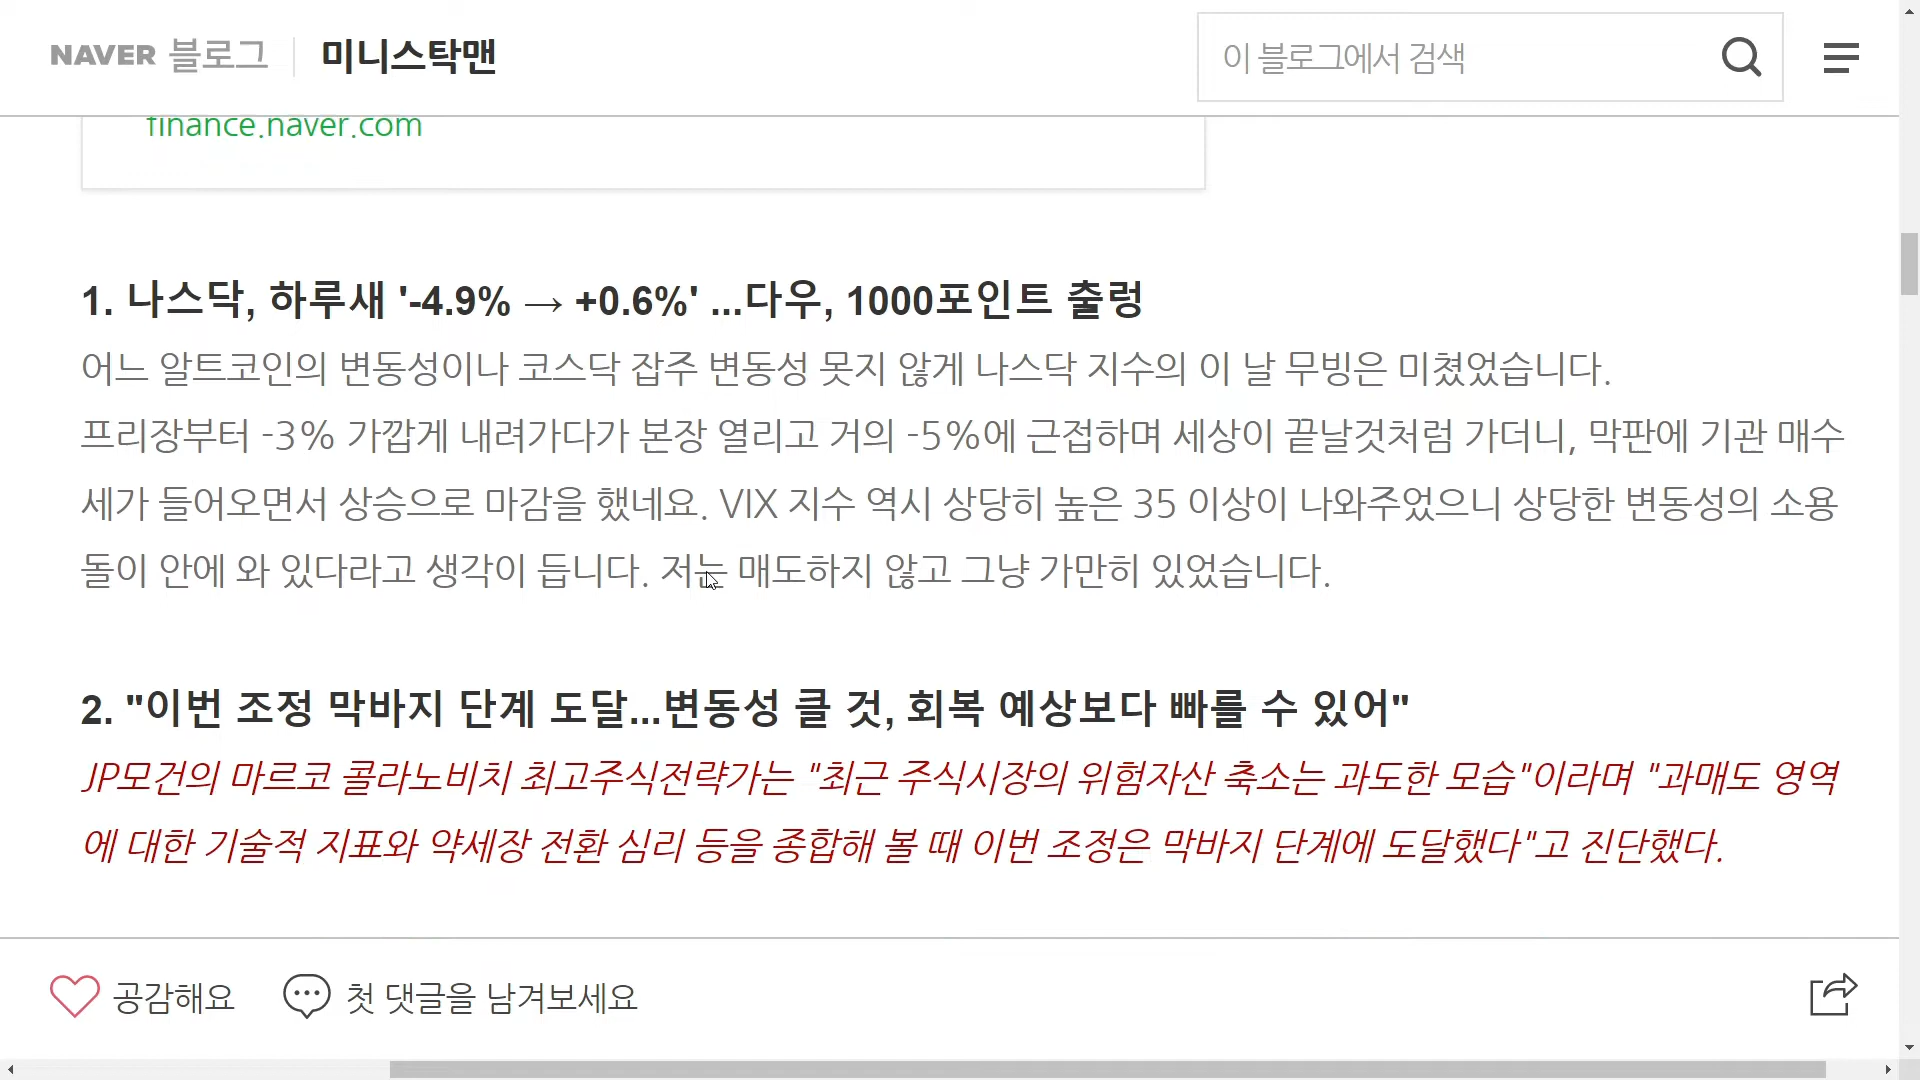 NAVER 블로그 미니스탁맨
이 블로그에서 검색
finance.naver.com
1. 나스닥, 하루새 '-4.9% → +0.6%' ...다우, 1000포인트 출렁
어느 알트코인의 변동성이나 코스닥 잡주 변동성 못지 않게 나스닥 지수의 이 날 무빙은 미쳤었습니다.
프리장부터 -3% 가깝게 내려가다가 본장 열리고 거의 -5%에 근접하며 세상이 끝날것처럼 가더니, 막판에 기관 매수
세가 들어오면서 상승으로 마감을 했네요. VIX 지수 역시 상당히 높은 35 이상이 나와주었으니 상당한 변동성의 소용
돌이 안에 와 있다라고 생각이 듭니다. 저는 매도하지 않고 그냥 가만히 있었습니다.
2. "이번 조정 막바지 단계 도달...변동성 클 것, 회복 예상보다 빠를 수 있어"
JP모건의 마르코 콜라노비치 최고주식전략가는 "최근 주식시장의 위험자산 축소는 과도한 모습"이라며 "과매도 영역
에 대한 기술적 지표와 약세장 전환 심리 등을 종합해 볼 때 이번 조정은 막바지 단계에 도달했다"고 진단했다.
공감해요 첫 댓글을 남겨보세요